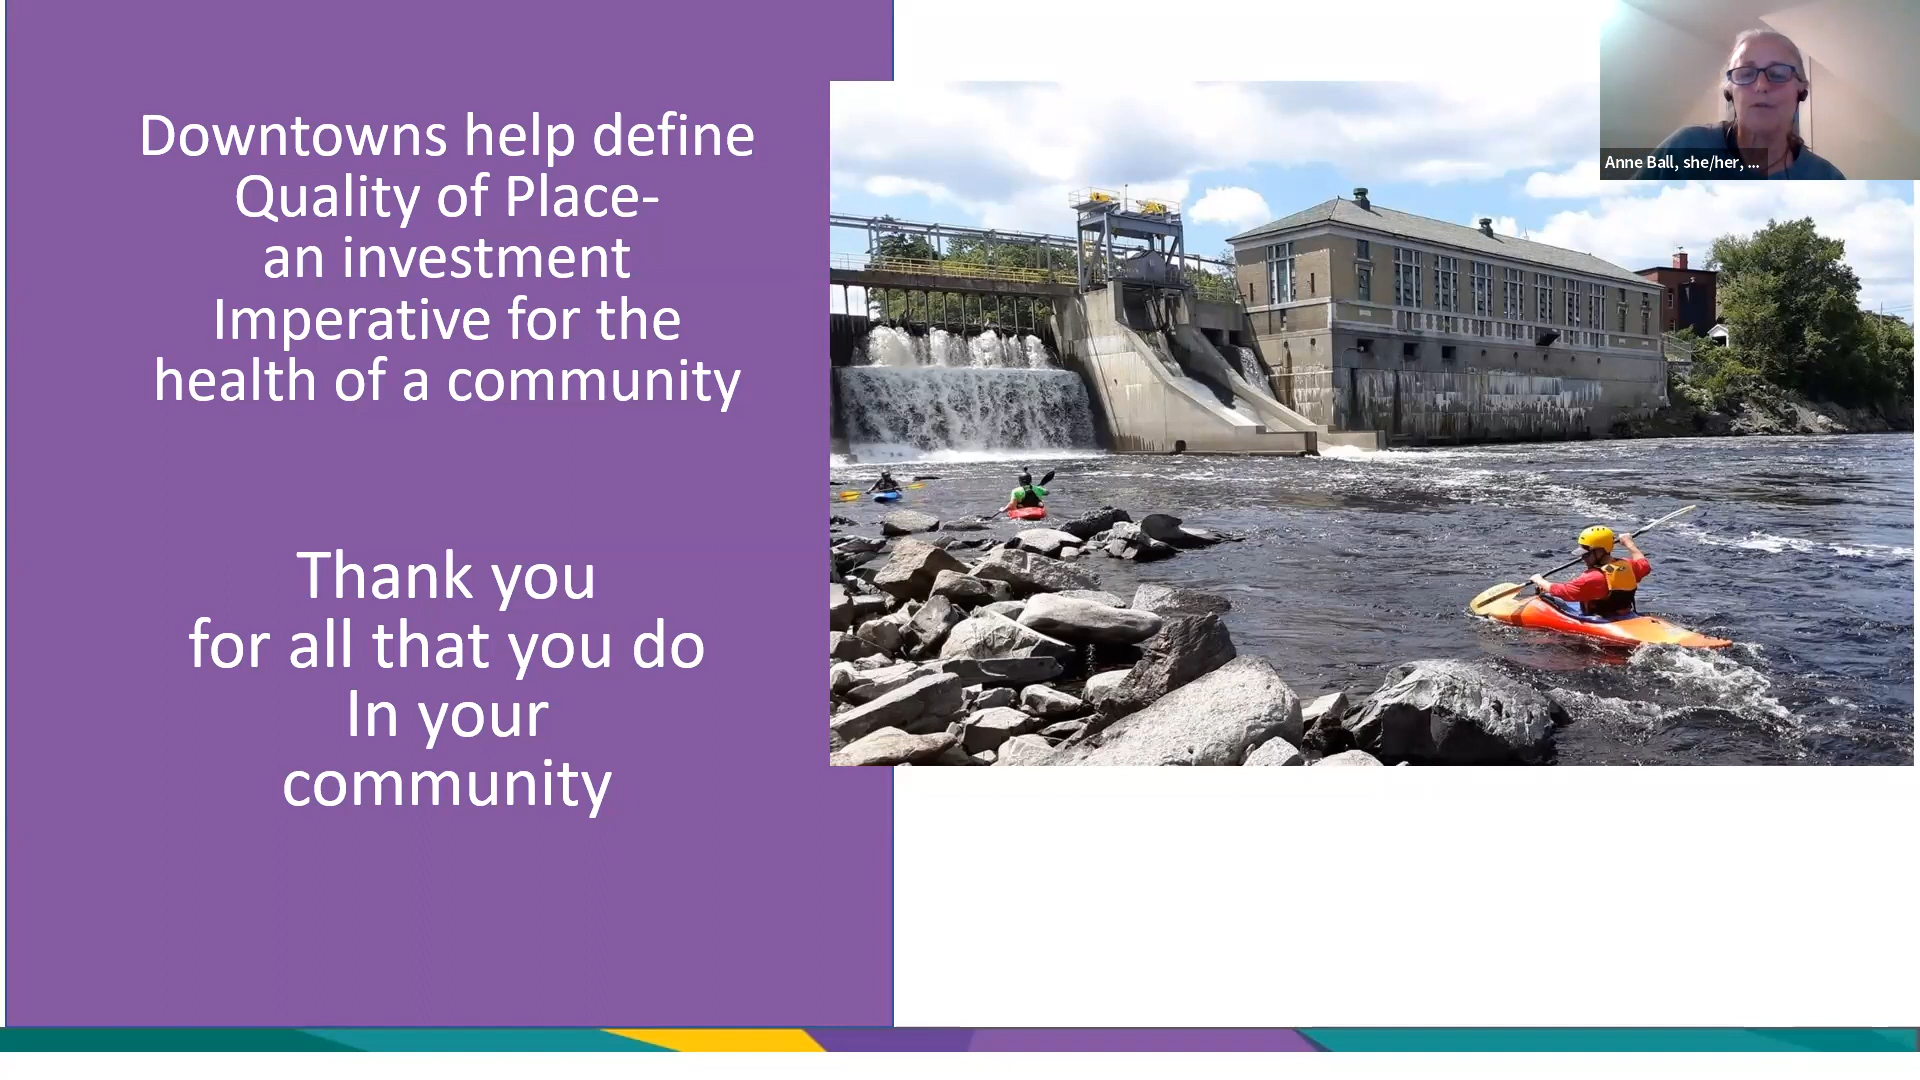 Downtowns help define
Quality of Place-
an investment
Imperative for the
health of a community
Thank you
for all that you do
In your
community
Anne Ball, she/her, ...